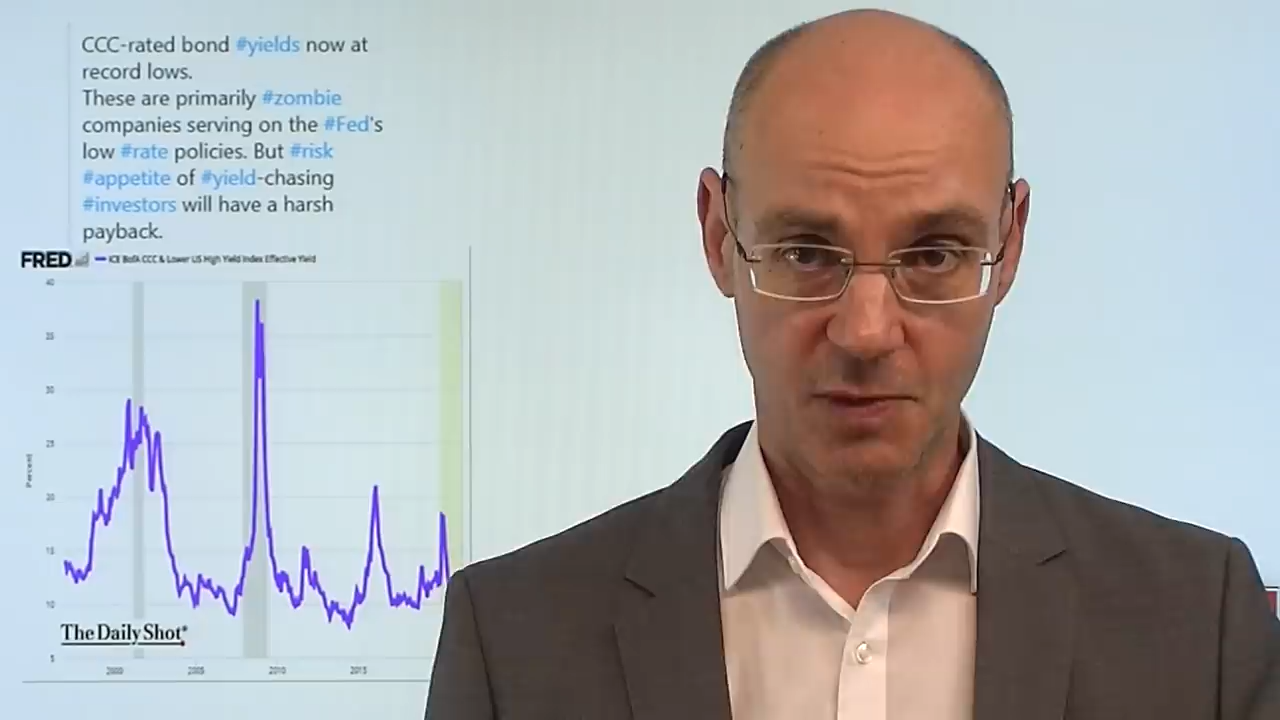 CCC-rated bond #yields now at
record lows.
These are primarily #zombie
companies serving on the #Fed's
low #rate policies. But #risk
#appetite of #yield-chasing
#investors will have a harsh
payback.
FRED — ICE BofA CCC & Lower US High Yield Index Effective Yield
40
35
30
25
20
15
10
5
Percent
The Daily Shot®
2000 2005 2010 2015